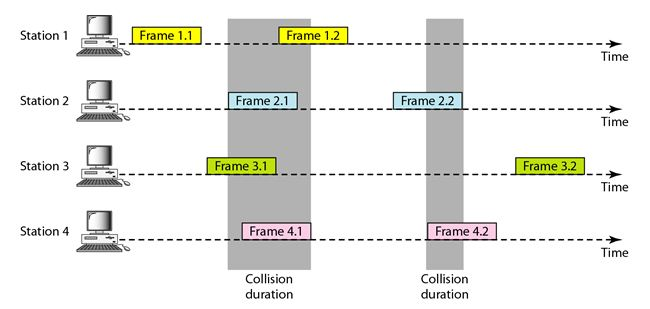 Station 1
Frame 1.1
Frame 1.2
Time
Station 2
Frame 2.1
Frame 2.2
Time
Station 3
Frame 3.1
Frame 3.2
Time
Station 4
Frame 4.1
Frame 4.2
Time
Collision
duration
Collision
duration